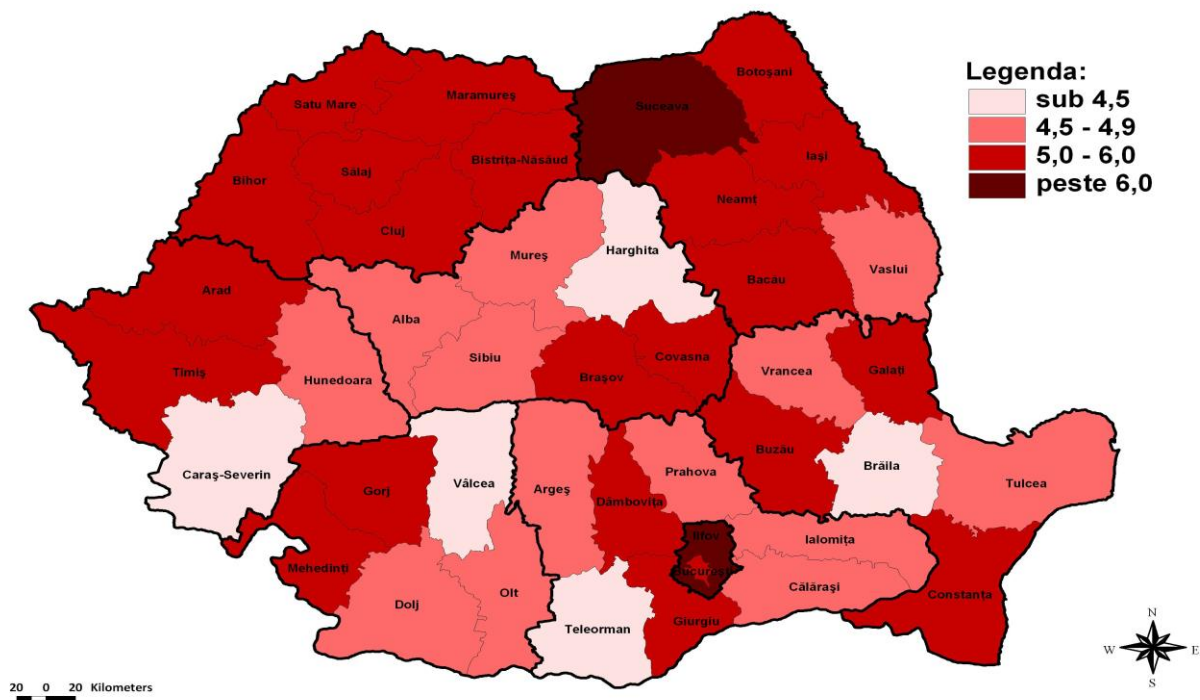 Legenda:
sub 4,5
4,5 - 4,9
5,0 - 6,0
peste 6,0
Botoşani
Suceava
Satu Mare
Maramureş
Bistriţa-Năsăud
Iaşi
Sălaj
Bihor
Neamţ
Cluj
Mureş
Harghita
Vaslui
Bacău
Arad
Alba
Sibiu
Covasna
Timiş
Hunedoara
Braşov
Vrancea
Galaţi
Buzău
Brăila
Caraş-Severin
Gorj
Vâlcea
Argeş
Prahova
Dâmboviţa
Tulcea
Ilfov
Ialomiţa
Mehedinţi
Bucureşti
Călăraşi
Constanţa
Dolj
Olt
Giurgiu
Teleorman
N
W E
S
20 0 20 Kilometers